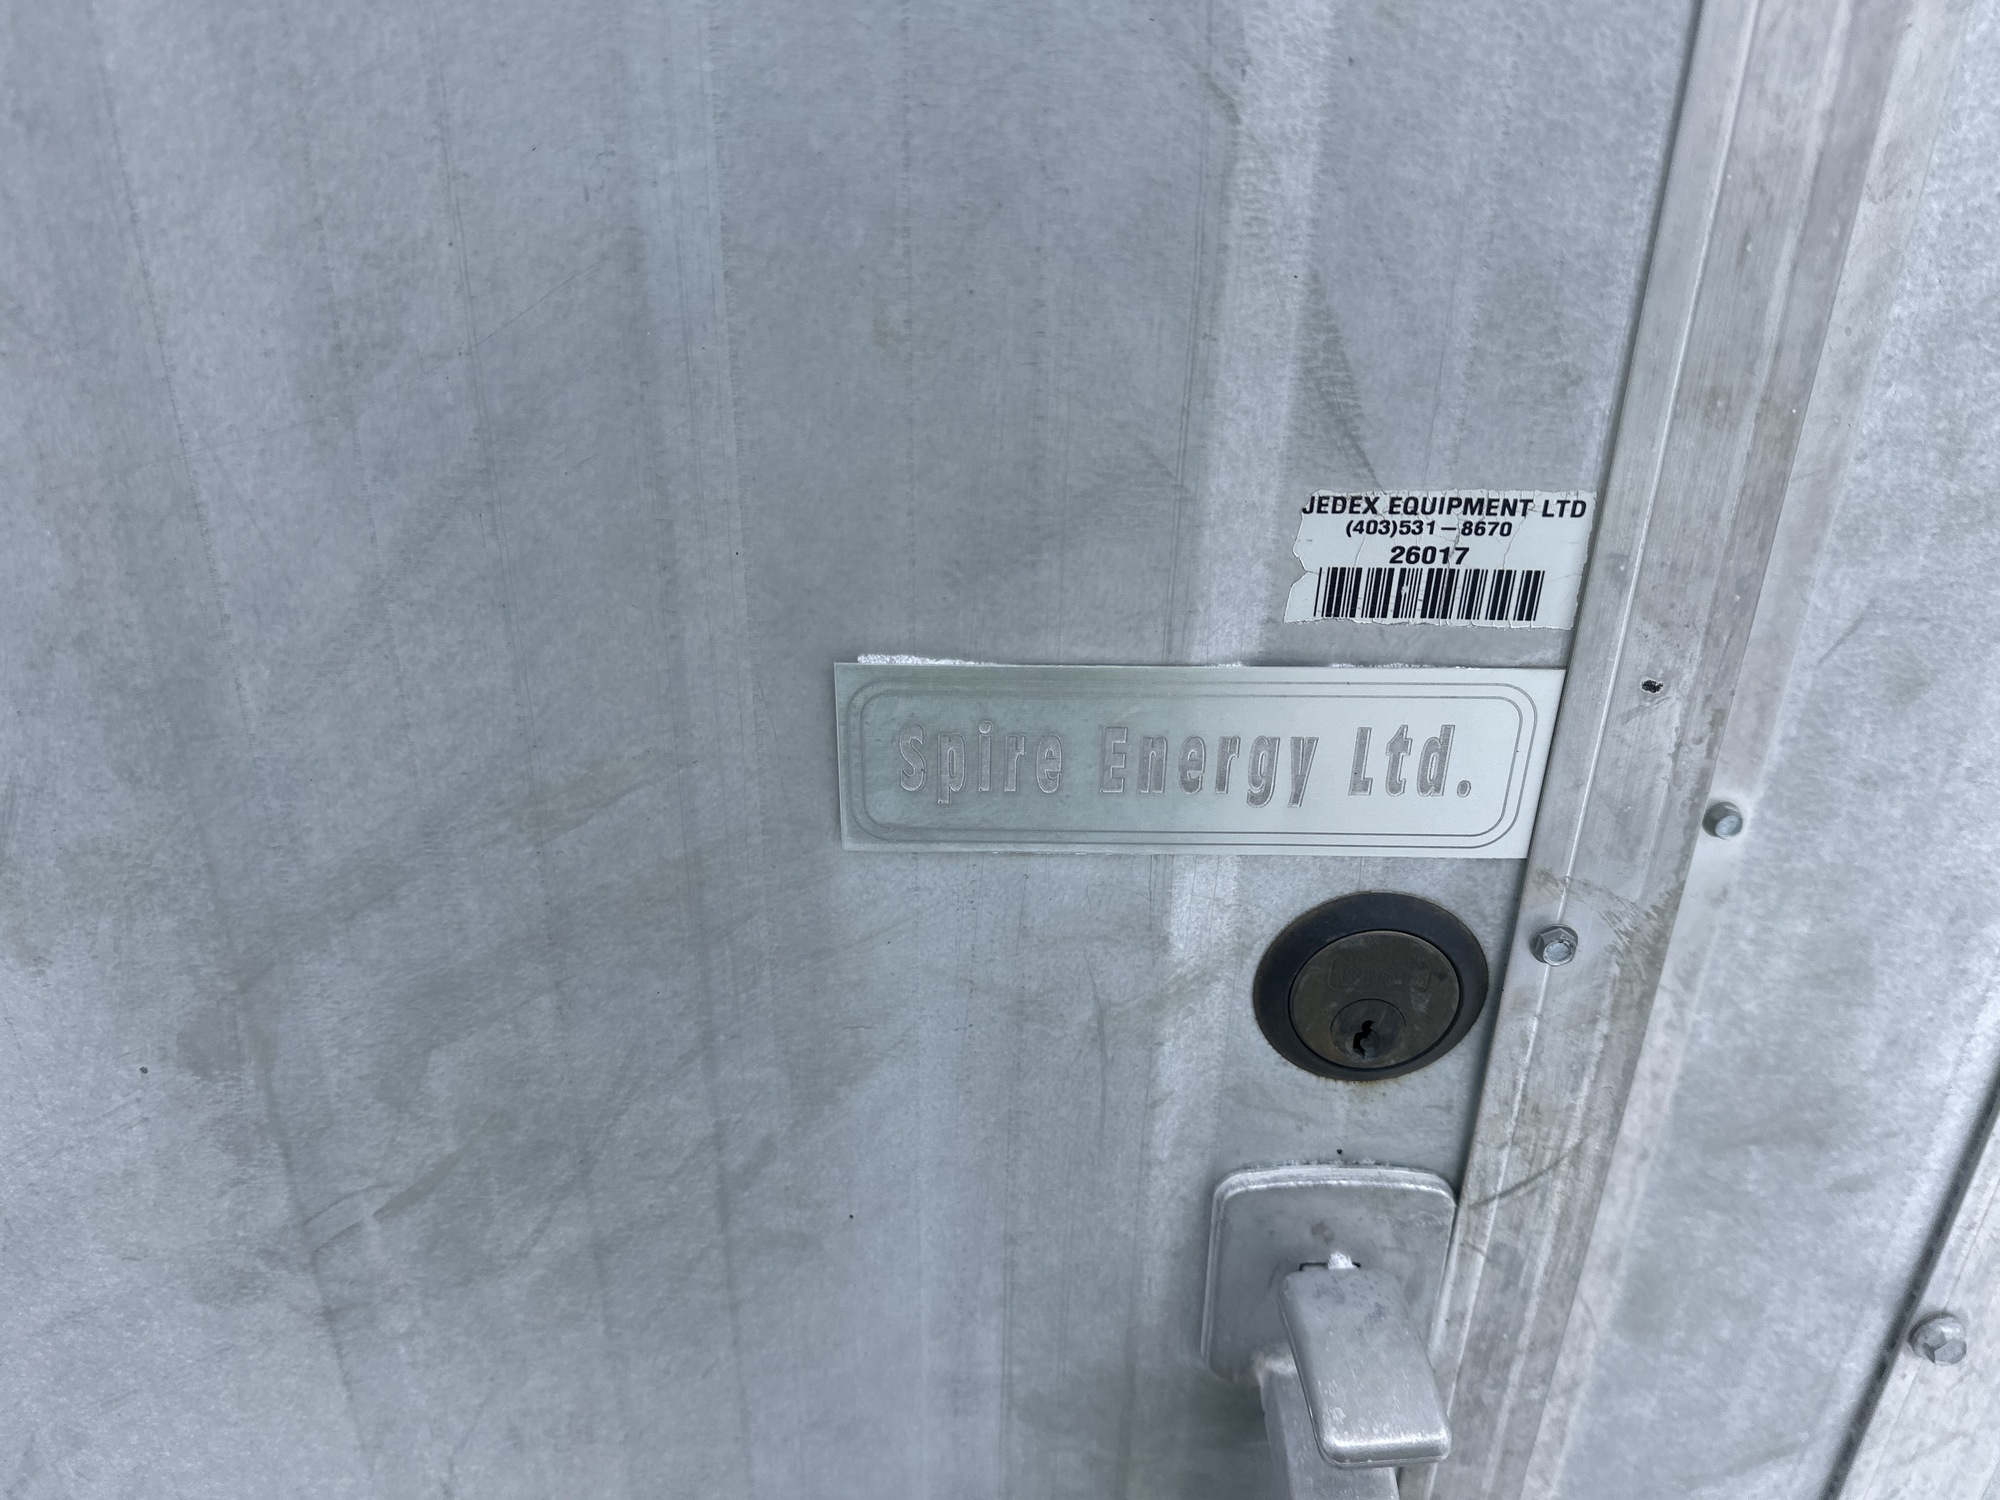 JEDEX EQUIPMENT LTD
(403)531-8670
26017
Spire Energy Ltd.